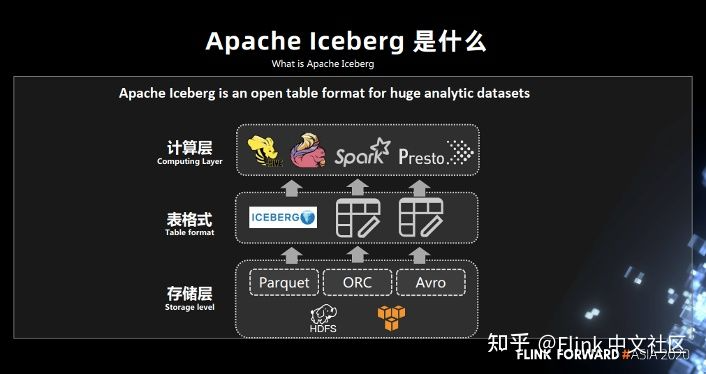 Apache Iceberg 是什么
What is Apache Iceberg
Apache Iceberg is an open table format for huge analytic datasets
计算层
Computing Layer
HIVE
Spark
Presto
表格式
Table format
ICEBERG
存储层
Storage level
Parquet
ORC
Avro
HDFS
知乎 @Flink 中文社区
FLINK FORWARD #ASIA 2020